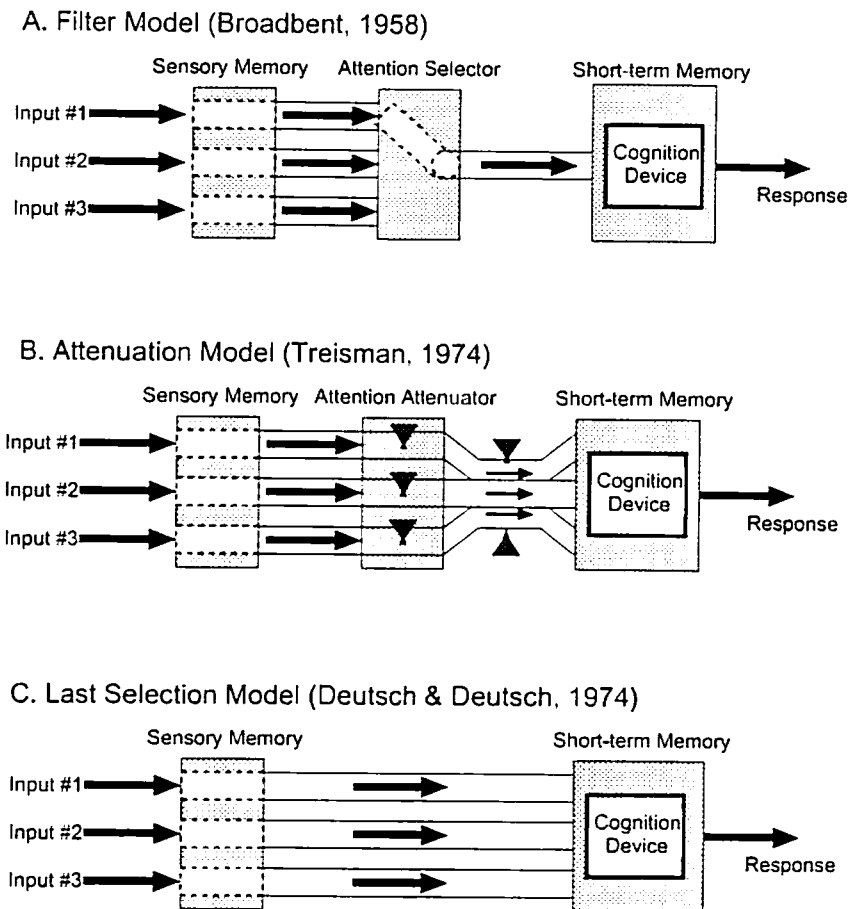 A. Filter Model (Broadbent, 1958)
Sensory Memory Attention Selector Short-term Memory
Input #1
Input #2
Input #3
Cognition
Device
Response
B. Attenuation Model (Treisman, 1974)
Sensory Memory Attention Attenuator Short-term Memory
Input #1
Input #2
Input #3
Cognition
Device
Response
C. Last Selection Model (Deutsch & Deutsch, 1974)
Sensory Memory Short-term Memory
Input #1
Input #2
Input #3
Cognition
Device
Response